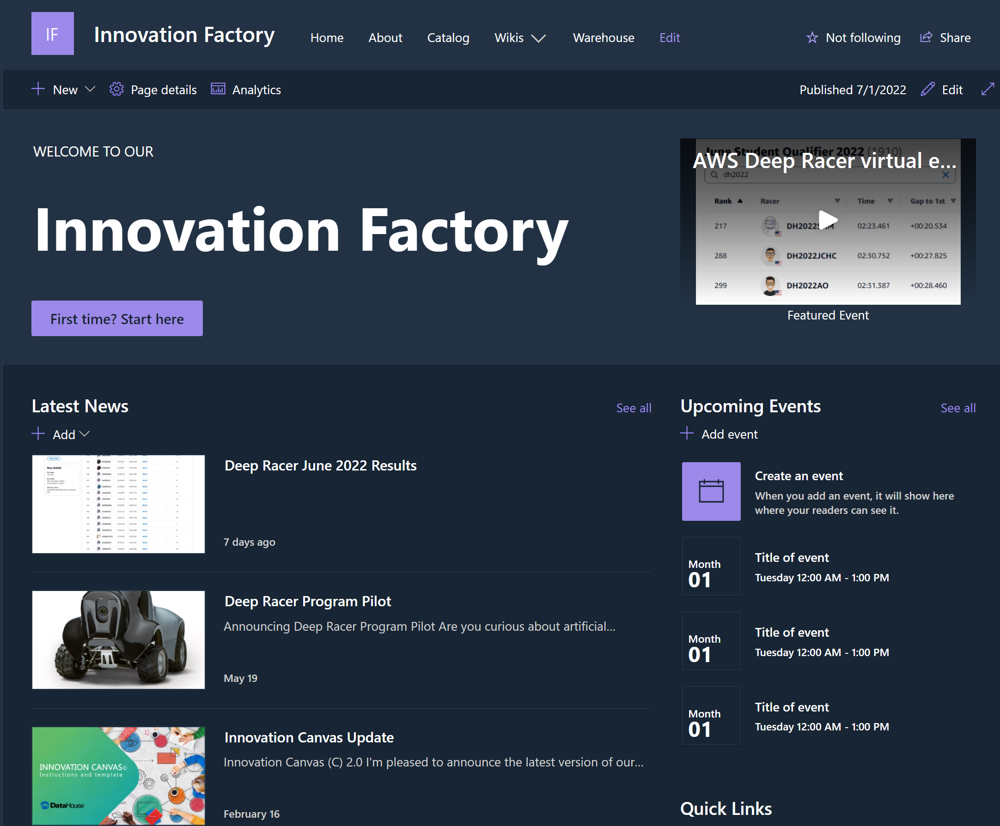 IF
Innovation Factory
Home
About
Catalog
Wikis
Warehouse
Edit
Not following
Share
New
Page details
Analytics
Published 7/1/2022
Edit
WELCOME TO OUR
Innovation Factory
First time? Start here
June Student Qualifier 2022 (1910)
AWS Deep Racer virtual e...
dh2022
Rank Racer Time Gap to 1st
217 02:23.461 +00:20.534
288 DH2022JCHC 02:30.752 +00:27.825
299 DH2022AO 02:31.387 +00:28.460
Featured Event
Latest News
See all
Add
Deep Racer June 2022 Results
7 days ago
Race details
Deep Racer Program Pilot
Announcing Deep Racer Program Pilot Are you curious about artificial...
May 19
INNOVATION CANVAS©
Instructions and template
DataHouse
Innovation Canvas Update
Innovation Canvas (C) 2.0 I'm pleased to announce the latest version of our...
February 16
Upcoming Events
See all
Add event
Create an event
When you add an event, it will show here
where your readers can see it.
Month
01
Title of event
Tuesday 12:00 AM - 1:00 PM
Month
01
Title of event
Tuesday 12:00 AM - 1:00 PM
Month
01
Title of event
Tuesday 12:00 AM - 1:00 PM
Quick Links